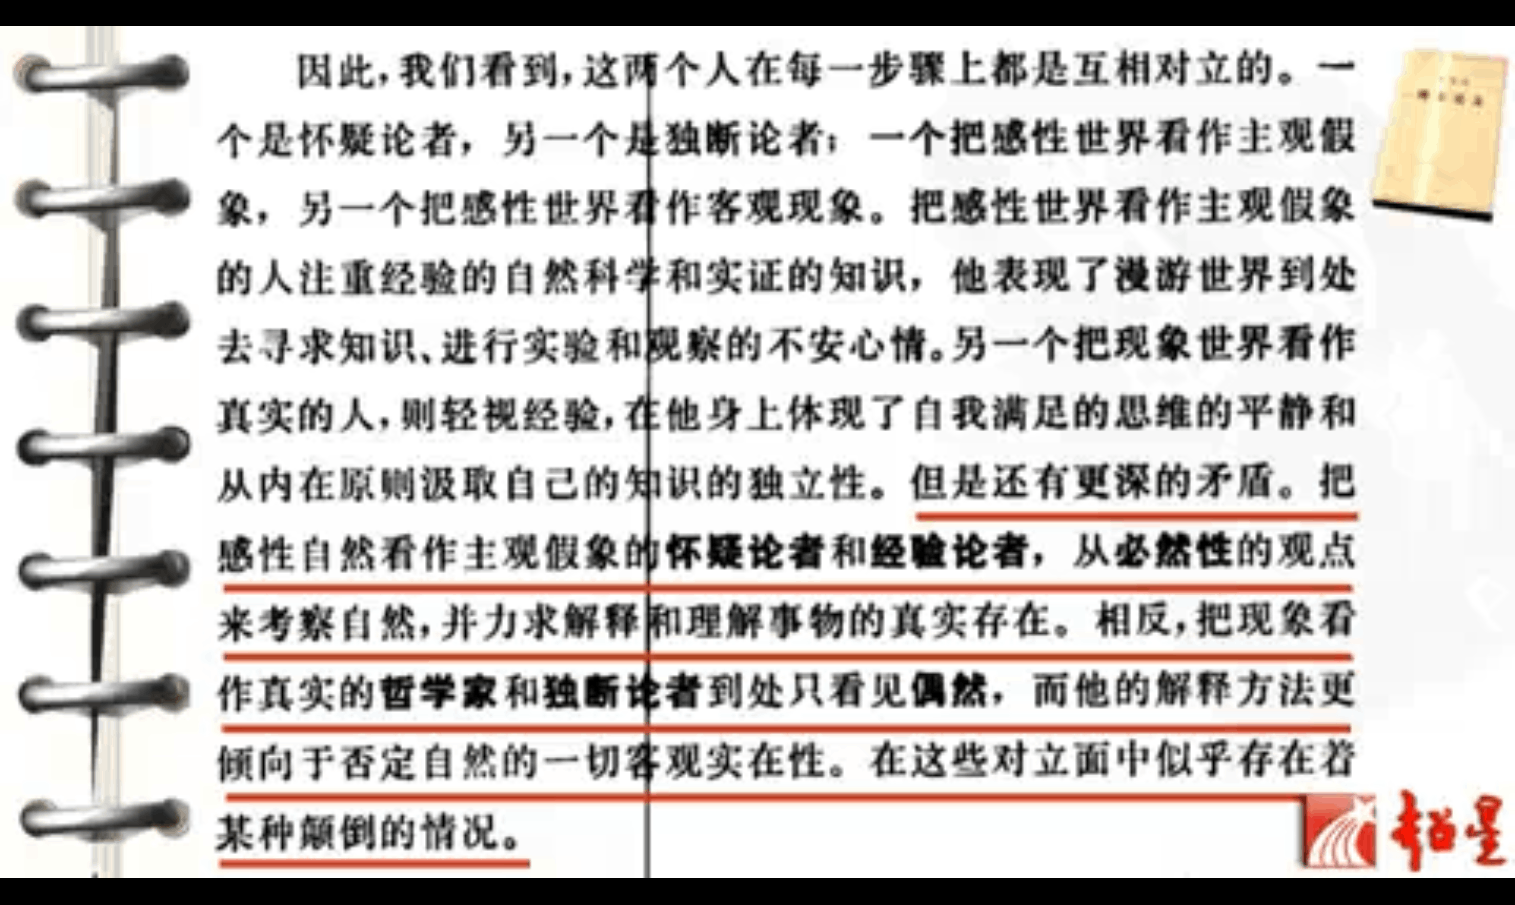 因此，我们看到，这两个人在每一步骤上都是互相对立的。一
个是怀疑论者，另一个是独断论者；一个把感性世界看作主观假
象，另一个把感性世界看作客观现象。把感性世界看作主观假象
的人注重经验的自然科学和实证的知识，他表现了漫游世界到处
去寻求知识、进行实验和观察的不安心情。另一个把现象世界看作
真实的人，则轻视经验，在他身上体现了自我满足的思维的平静和
从内在原则汲取自己的知识的独立性。但是还有更深的矛盾。把
感性自然看作主观假象的怀疑论者和经验论者，从必然性的观点
来考察自然，并力求解释和理解事物的真实存在。相反，把现象看
作真实的哲学家和独断论者到处只看见偶然，而他的解释方法更
倾向于否定自然的一切客观实在性。在这些对立面中似乎存在着
某种颠倒的情况。
超星